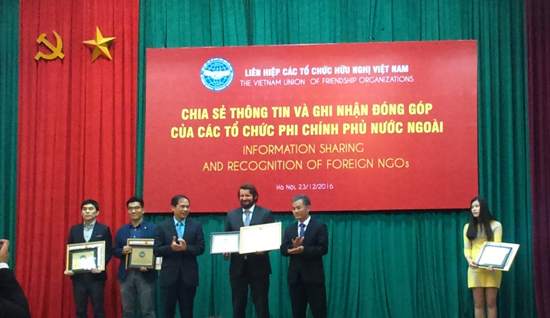 LIÊN HIỆP CÁC TỔ CHỨC HỮU NGHỊ VIỆT NAM
THE VIETNAM UNION OF FRIENDSHIP ORGANIZATIONS
CHIA SẺ THÔNG TIN VÀ GHI NHẬN ĐÓNG GÓP
CỦA CÁC TỔ CHỨC PHI CHÍNH PHỦ NƯỚC NGOÀI
INFORMATION SHARING
AND RECOGNITION OF FOREIGN NGOs
Hà Nội, 23/12/2016